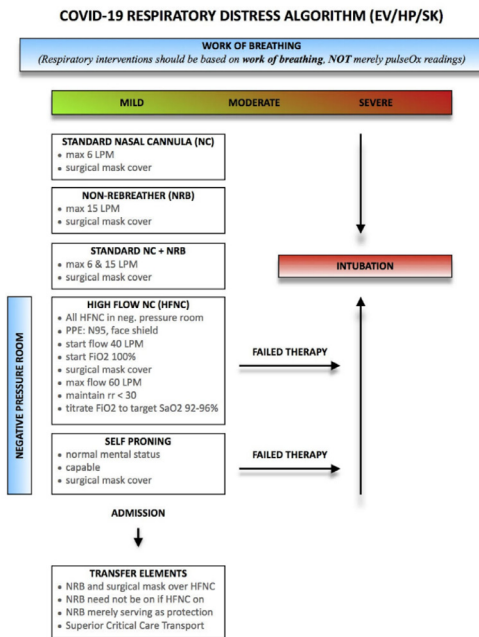 COVID-19 RESPIRATORY DISTRESS ALGORITHM (EV/HP/SK)
WORK OF BREATHING
(Respiratory interventions should be based on work of breathing, NOT merely pulseOx readings)
MILD MODERATE SEVERE
STANDARD NASAL CANNULA (NC)
• max 6 LPM
• surgical mask cover
NON-REBREATHER (NRB)
• max 15 LPM
• surgical mask cover
STANDARD NC + NRB
• max 6 & 15 LPM
• surgical mask cover
INTUBATION
NEGATIVE PRESSURE ROOM
HIGH FLOW NC (HFNC)
• All HFNC in neg. pressure room
• PPE: N95, face shield
• start flow 40 LPM
• start FiO2 100%
• surgical mask cover
• max flow 60 LPM
• maintain rr < 30
• titrate FiO2 to target SaO2 92-96%
FAILED THERAPY
SELF PRONING
• normal mental status
• capable
• surgical mask cover
FAILED THERAPY
ADMISSION
TRANSFER ELEMENTS
• NRB and surgical mask over HFNC
• NRB need not be on if HFNC on
• NRB merely serving as protection
• Superior Critical Care Transport